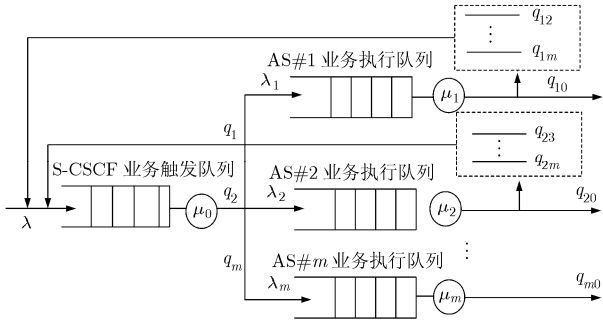 q₁₂
⋮
q₁ₘ
AS#1 业务执行队列
λ₁
μ₁
q₁₀
q₁
q₂₃
⋮
q₂ₘ
S-CSCF 业务触发队列
AS#2 业务执行队列
λ
μ₀
q₂
λ₂
μ₂
q₂₀
⋮
AS#m 业务执行队列
qₘ
λₘ
μₘ
qₘ₀